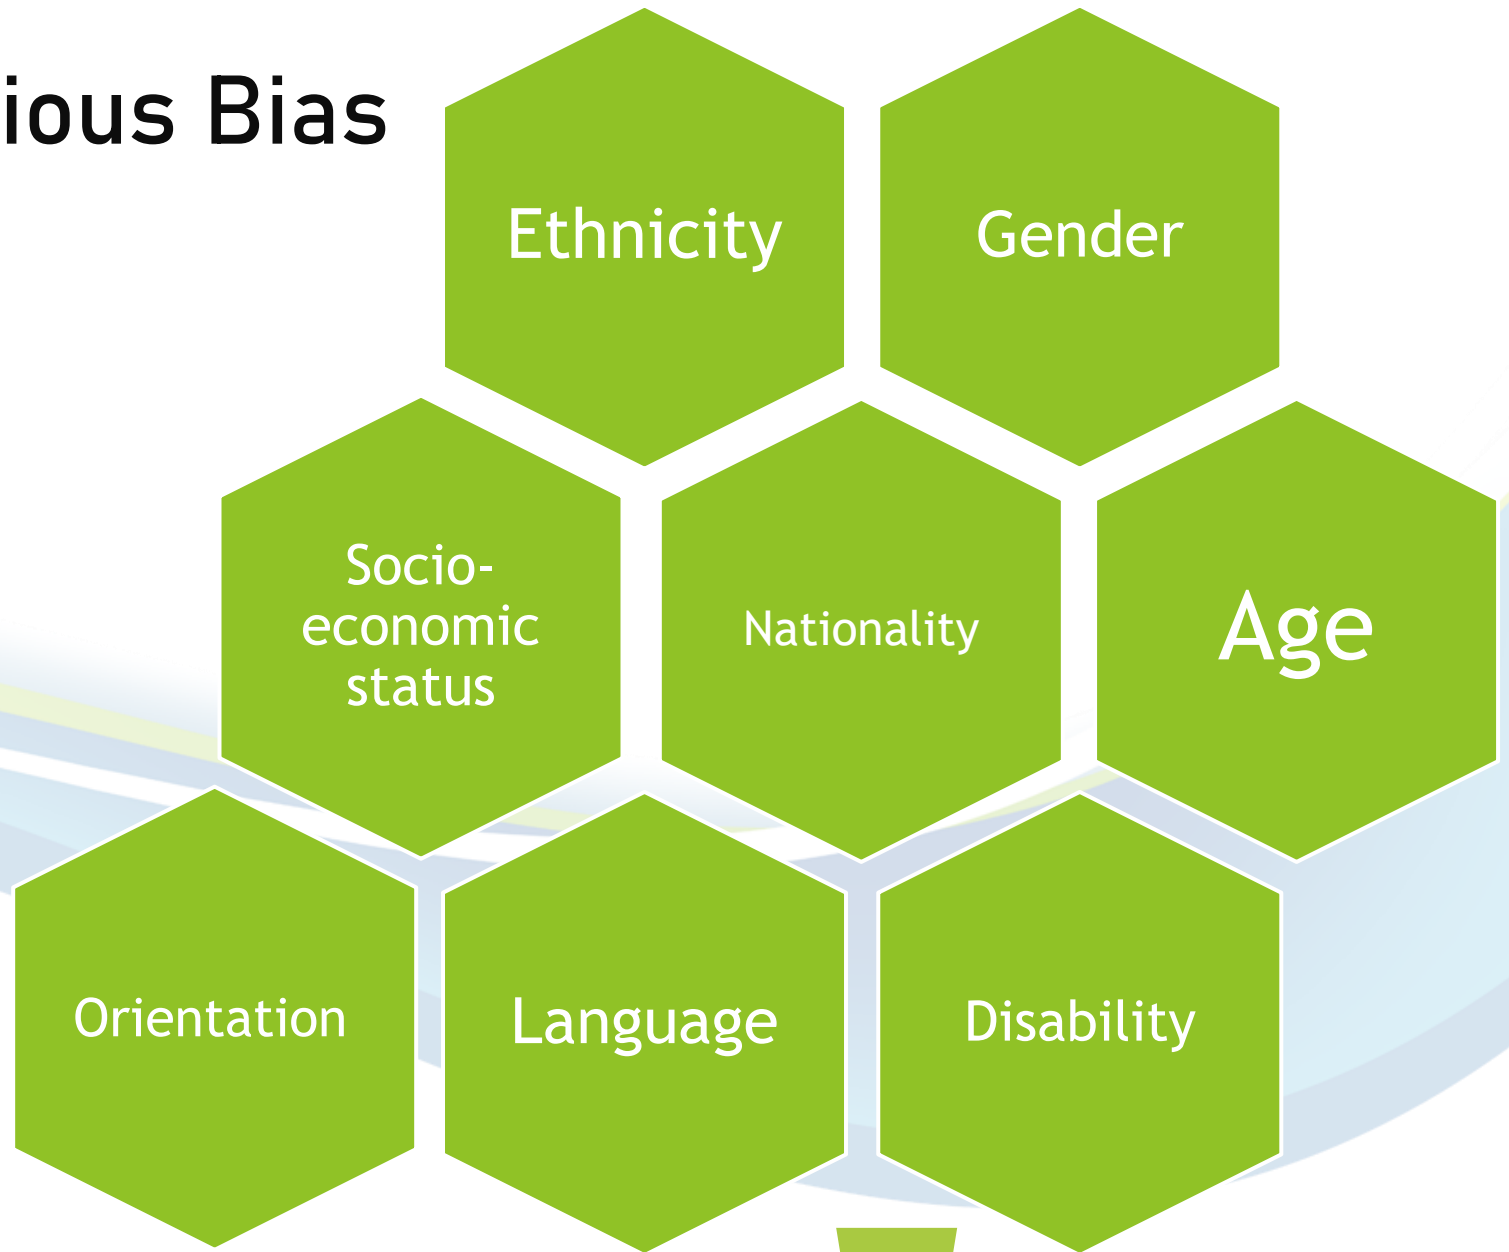 ious Bias
Ethnicity
Gender
Socio-
economic
status
Nationality
Age
Orientation
Language
Disability